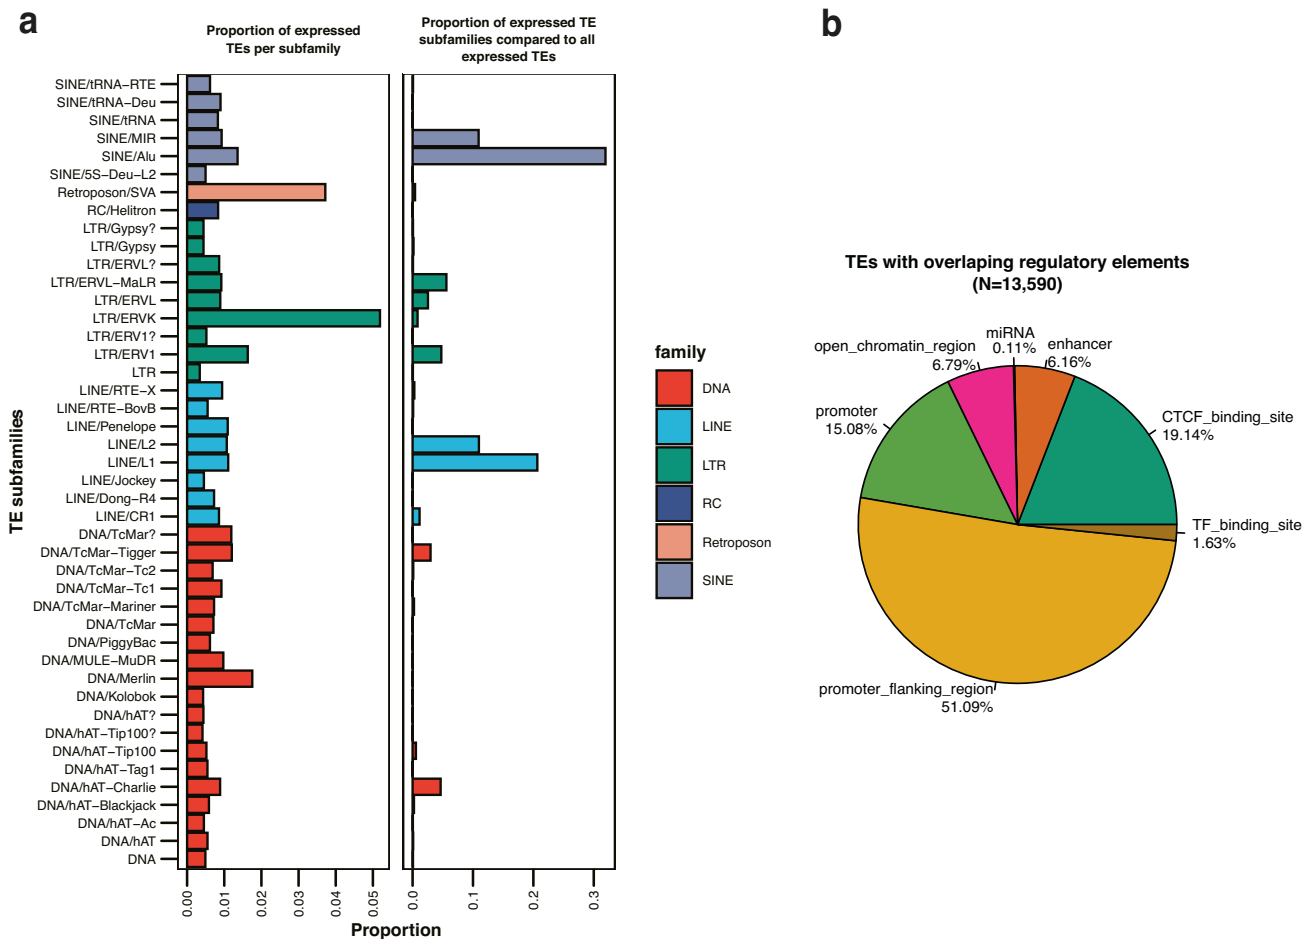 a
Proportion of expressed
TEs per subfamily
Proportion of expressed TE
subfamilies compared to all
expressed TEs
TE subfamilies
SINE/tRNA−RTE
SINE/tRNA−Deu
SINE/tRNA
SINE/MIR
SINE/Alu
SINE/5S−Deu−L2
Retroposon/SVA
RC/Helitron
LTR/Gypsy?
LTR/Gypsy
LTR/ERVL?
LTR/ERVL−MaLR
LTR/ERVL
LTR/ERVK
LTR/ERV1?
LTR/ERV1
LTR
LINE/RTE−X
LINE/RTE−BovB
LINE/Penelope
LINE/L2
LINE/L1
LINE/Jockey
LINE/Dong−R4
LINE/CR1
DNA/TcMar?
DNA/TcMar−Tigger
DNA/TcMar−Tc2
DNA/TcMar−Tc1
DNA/TcMar−Mariner
DNA/TcMar
DNA/PiggyBac
DNA/MULE−MuDR
DNA/Merlin
DNA/Kolobok
DNA/hAT?
DNA/hAT−Tip100?
DNA/hAT−Tip100
DNA/hAT−Tag1
DNA/hAT−Charlie
DNA/hAT−Blackjack
DNA/hAT−Ac
DNA/hAT
DNA
0.00 0.01 0.02 0.03 0.04 0.05
0.0 0.1 0.2 0.3
Proportion
family
DNA
LINE
LTR
RC
Retroposon
SINE
b
TEs with overlaping regulatory elements
(N=13,590)
miRNA
0.11%
enhancer
6.16%
open_chromatin_region
6.79%
promoter
15.08%
CTCF_binding_site
19.14%
TF_binding_site
1.63%
promoter_flanking_region
51.09%